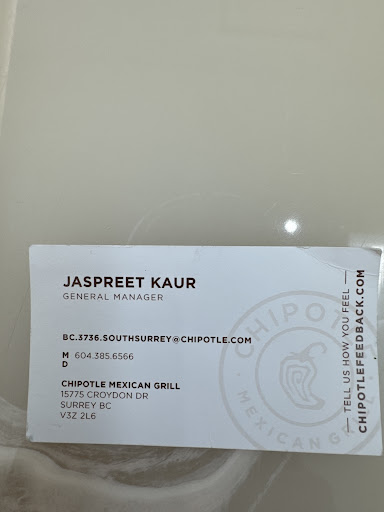 JASPREET KAUR
GENERAL MANAGER
BC.3736.SOUTHSURREY@CHIPOTLE.COM
M 604.385.6566
D
CHIPOTLE MEXICAN GRILL
15775 CROYDON DR
SURREY BC
V3Z 2L6
CHIPOTLE
MEXICAN GRILL
— TELL US HOW YOU FEEL —
CHIPOTLEFEEDBACK.COM